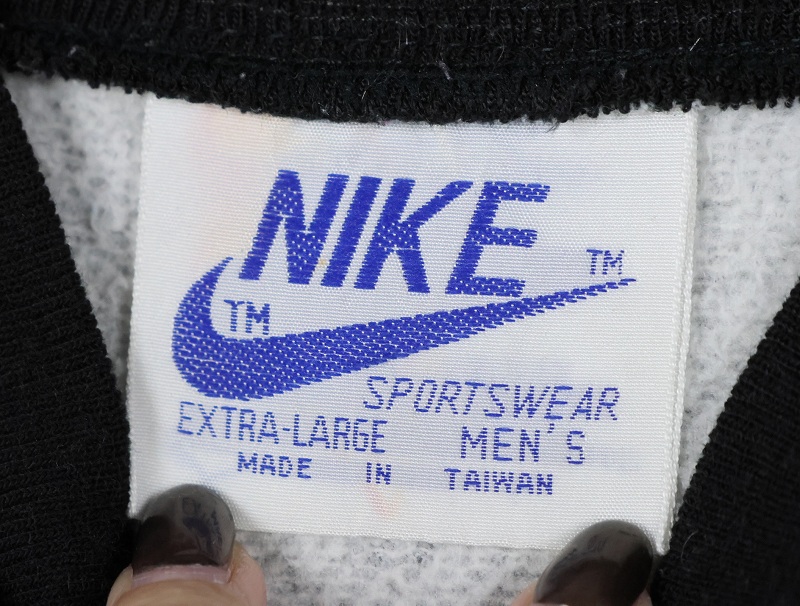 NIKE
TM
TM
SPORTSWEAR
EXTRA-LARGE MEN'S
MADE IN TAIWAN